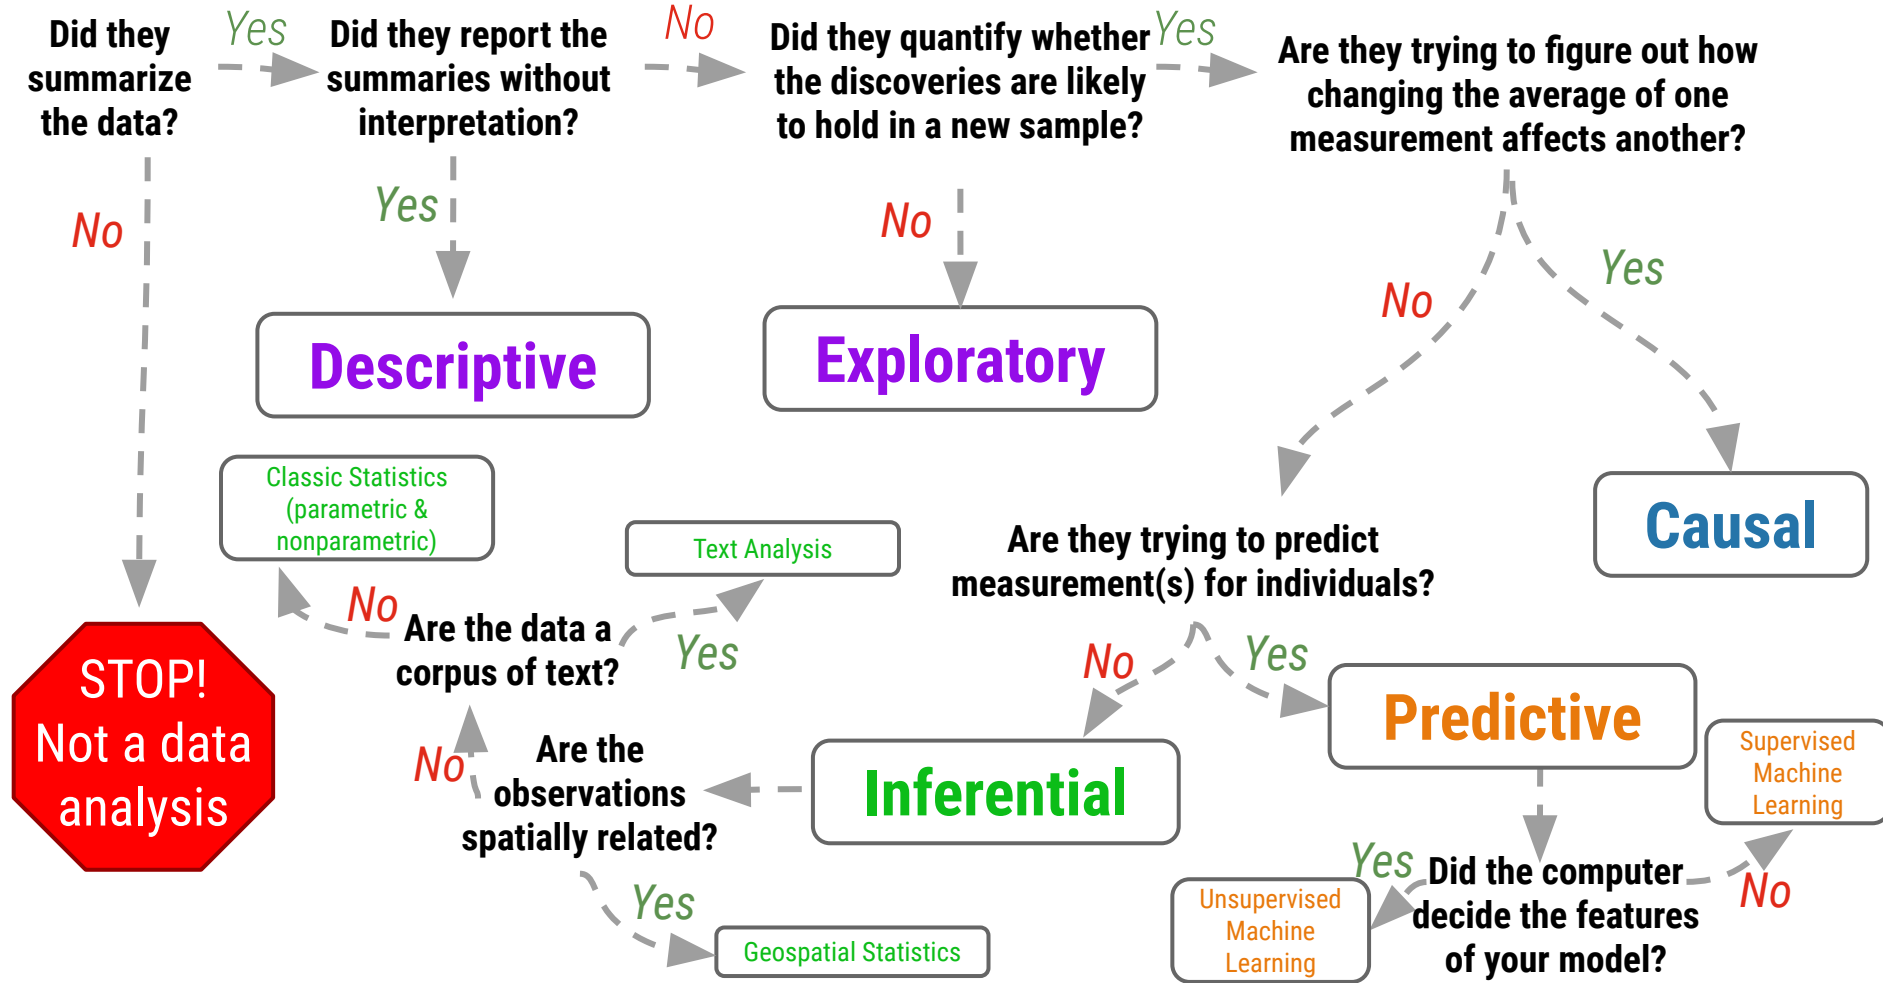 Did they
summarize
the data?
Yes
Did they report the
summaries without
interpretation?
No
Did they quantify whether
the discoveries are likely
to hold in a new sample?
Yes
Are they trying to figure out how
changing the average of one
measurement affects another?
No
Yes
No
No
Yes
Descriptive
Exploratory
Causal
Classic Statistics
(parametric &
nonparametric)
Text Analysis
Are they trying to predict
measurement(s) for individuals?
No
Are the data a
corpus of text?
Yes
No
Yes
STOP!
Not a data
analysis
Predictive
No
Are the
observations
spatially related?
Inferential
Supervised
Machine
Learning
Yes
Geospatial Statistics
Yes
Did the computer
decide the features
of your model?
No
Unsupervised
Machine
Learning